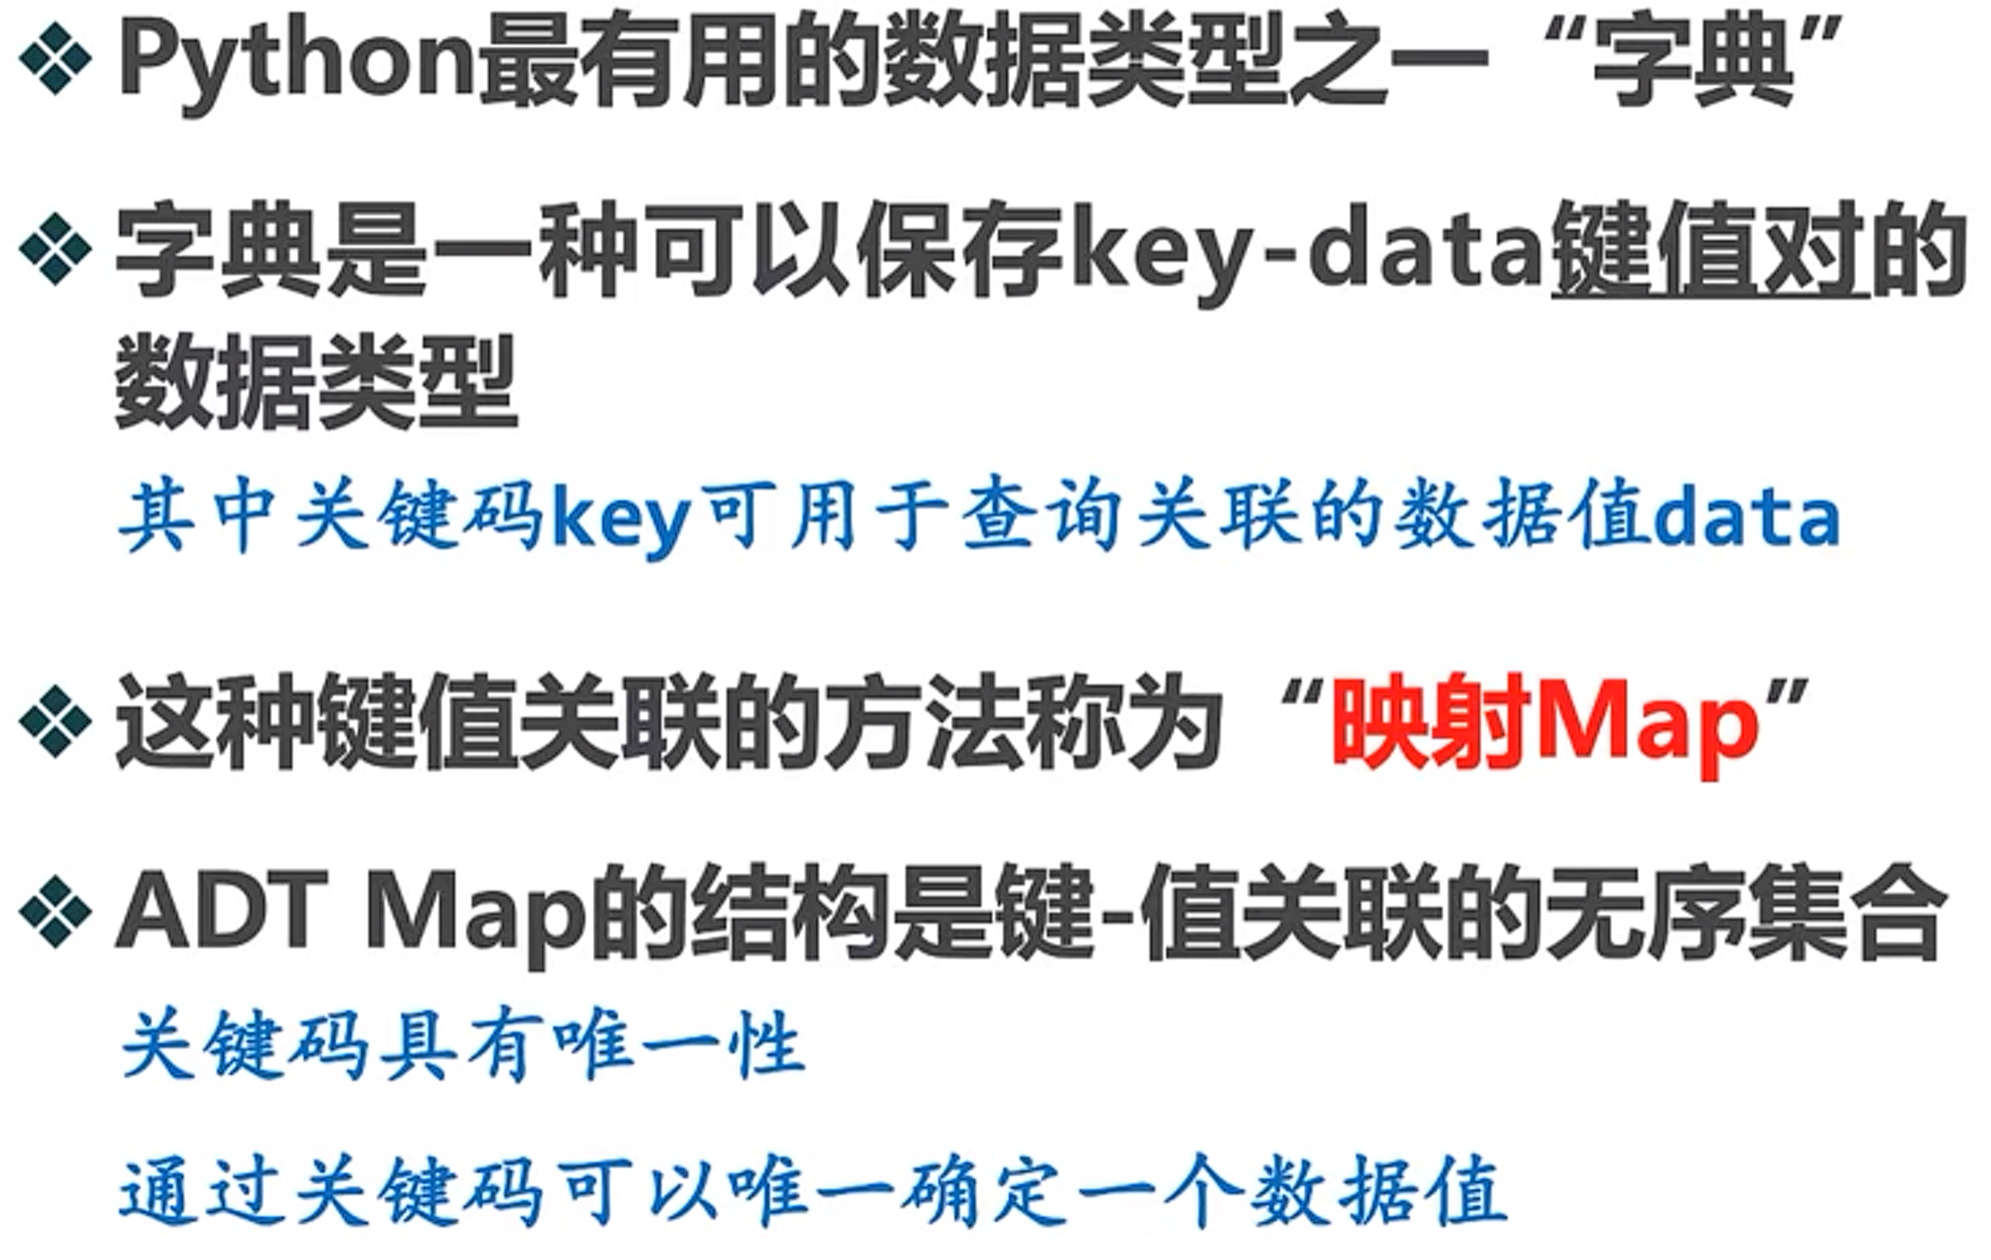 ❖Python最有用的数据类型之一“字典”
❖字典是一种可以保存key-data键值对的
数据类型
其中关键码key可用于查询关联的数据值data
❖这种键值关联的方法称为“映射Map”
❖ADT Map的结构是键-值关联的无序集合
关键码具有唯一性
通过关键码可以唯一确定一个数据值